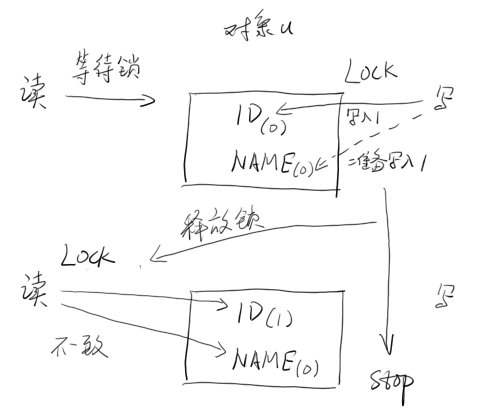 对象u
等待锁
LOCK
读
写
ID(0)
写入1
NAME(0)
准备写入1
释放锁
LOCK
读
写
ID(1)
不一致
NAME(0)
stop